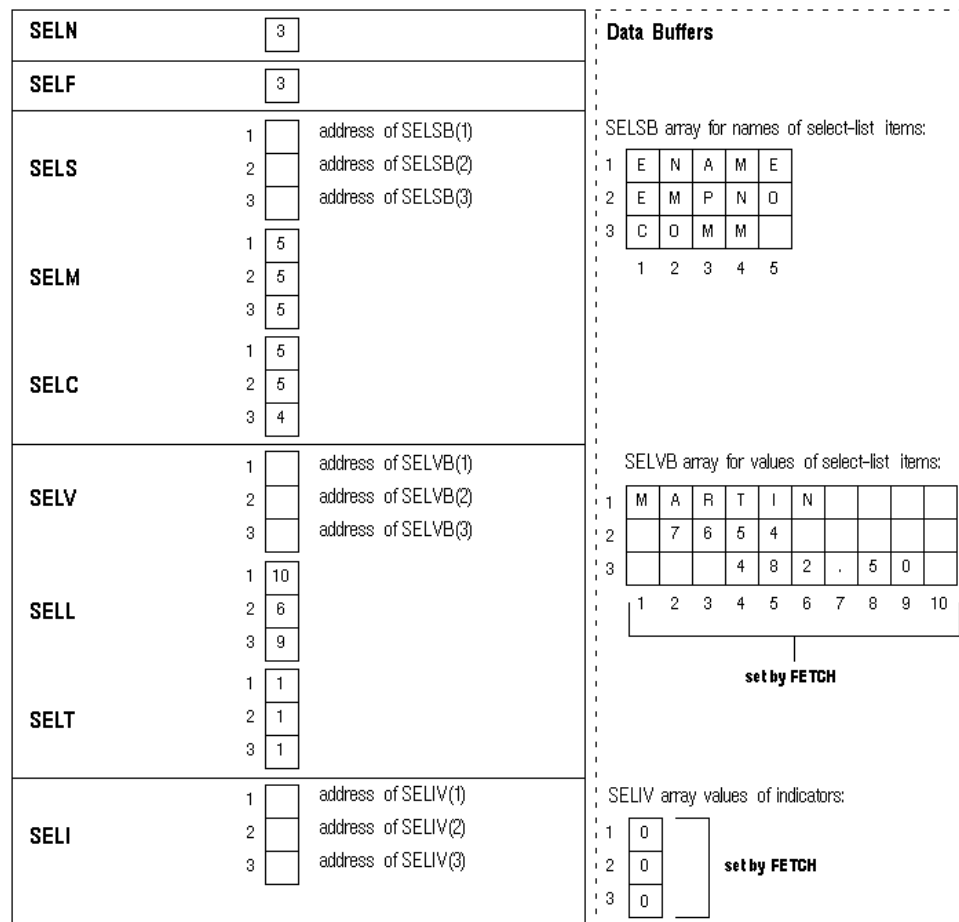 SELN 3
Data Buffers
SELF 3
SELS
1 address of SELSB(1)
2 address of SELSB(2)
3 address of SELSB(3)
SELSB array for names of select-list items:
1 E N A M E
2 E M P N O
3 C O M M
1 2 3 4 5
SELM
1 5
2 5
3 5
SELC
1 5
2 5
3 4
SELV
1 address of SELVB(1)
2 address of SELVB(2)
3 address of SELVB(3)
SELVB array for values of select-list items:
1 M A R T I N
2 7 6 5 4
3 4 8 2 . 5 0
1 2 3 4 5 6 7 8 9 10
set by FETCH
SELL
1 10
2 6
3 9
SELT
1 1
2 1
3 1
SELI
1 address of SELIV(1)
2 address of SELIV(2)
3 address of SELIV(3)
SELIV array values of indicators:
1 0
2 0
3 0
set by FETCH